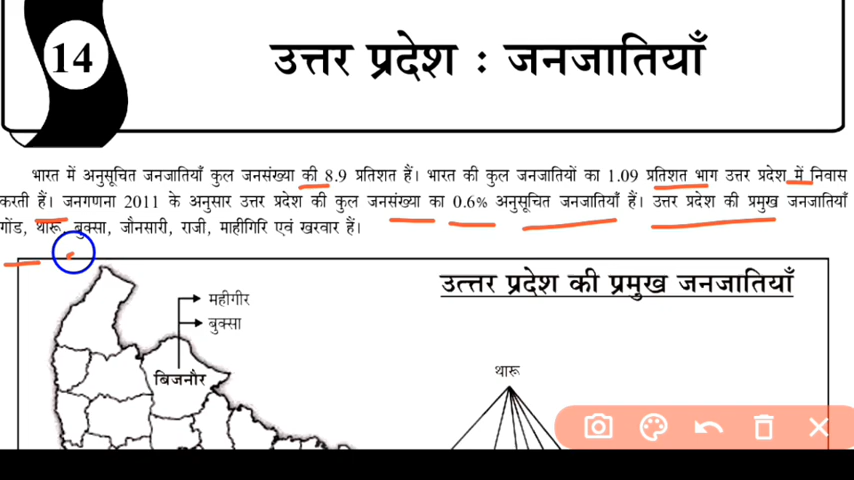 14
उत्तर प्रदेश : जनजातियाँ
भारत में अनुसूचित जनजातियाँ कुल जनसंख्या की 8.9 प्रतिशत हैं। भारत की कुल जनजातियों का 1.09 प्रतिशत भाग उत्तर प्रदेश में निवास
करती हैं। जनगणना 2011 के अनुसार उत्तर प्रदेश की कुल जनसंख्या का 0.6% अनुसूचित जनजातियाँ हैं। उत्तर प्रदेश की प्रमुख जनजातियाँ
गोंड, थारू, बुक्सा, जौनसारी, राजी, माहीगिरि एवं खरवार हैं।
उत्त्तर प्रदेश की प्रमुख जनजातियाँ
महीगीर
बुक्सा
बिजनौर
थारू